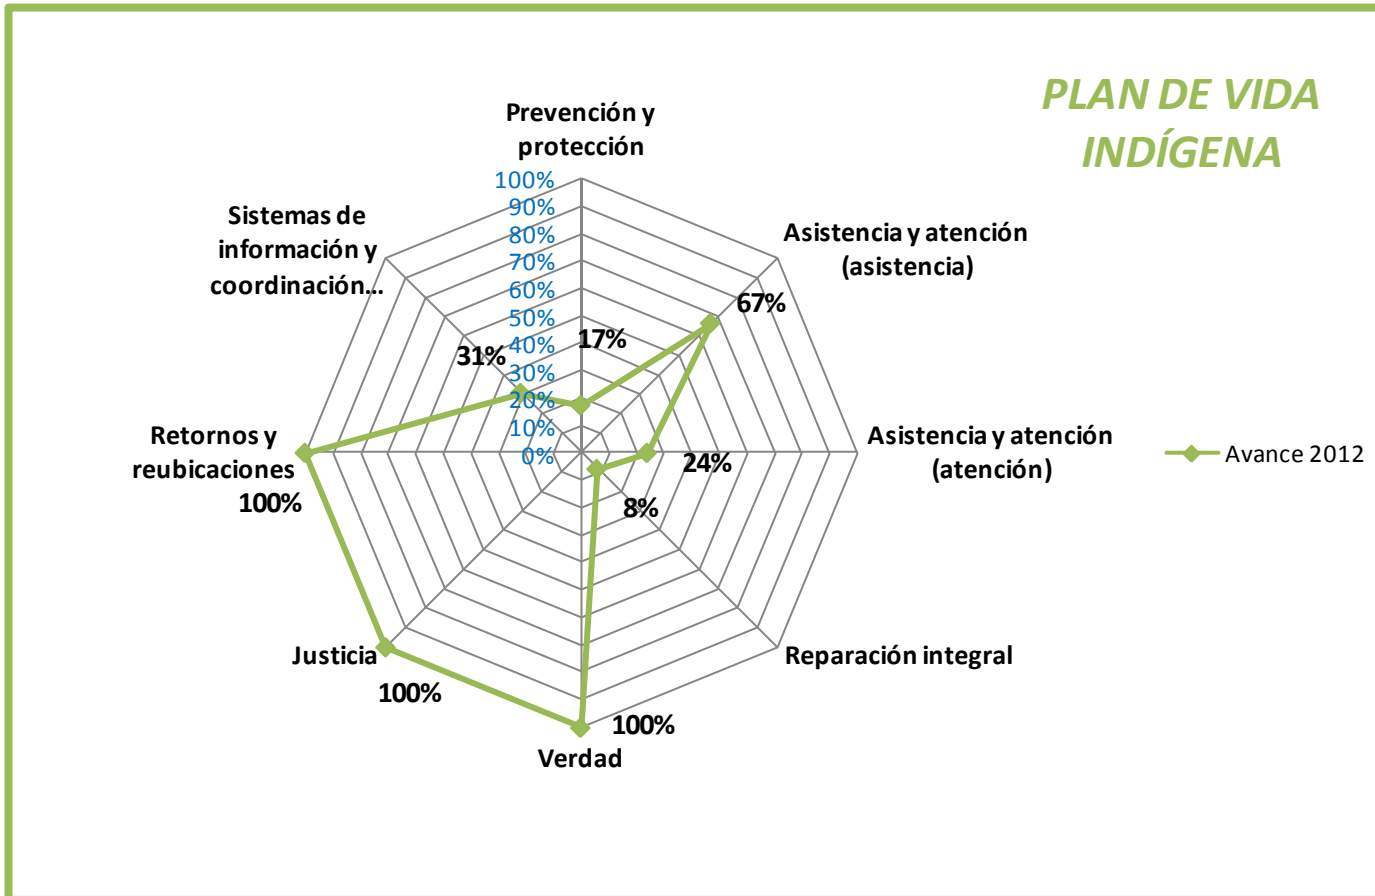 PLAN DE VIDA
INDÍGENA
Prevención y
protección
100%
90%
80%
70%
60%
50%
40%
30%
20%
10%
0%
Asistencia y atención
(asistencia)
67%
17%
Asistencia y atención
(atención)
24%
Reparación integral
8%
Verdad
100%
Justicia
100%
Retornos y
reubicaciones
100%
Sistemas de
información y
coordinación...
31%
Avance 2012